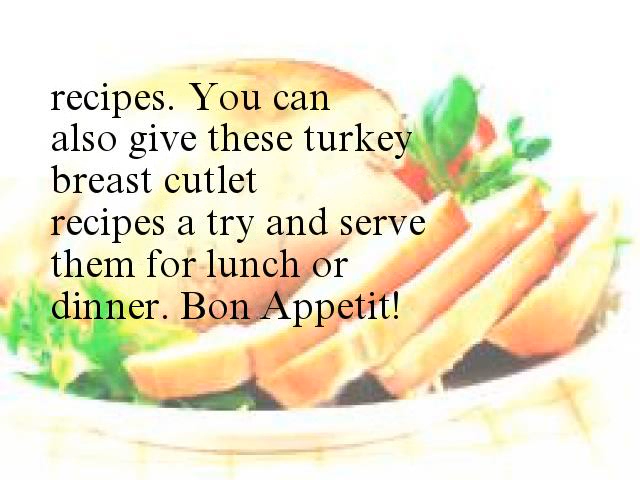 recipes. You can
also give these turkey
breast cutlet
recipes a try and serve
them for lunch or
dinner. Bon Appetit!